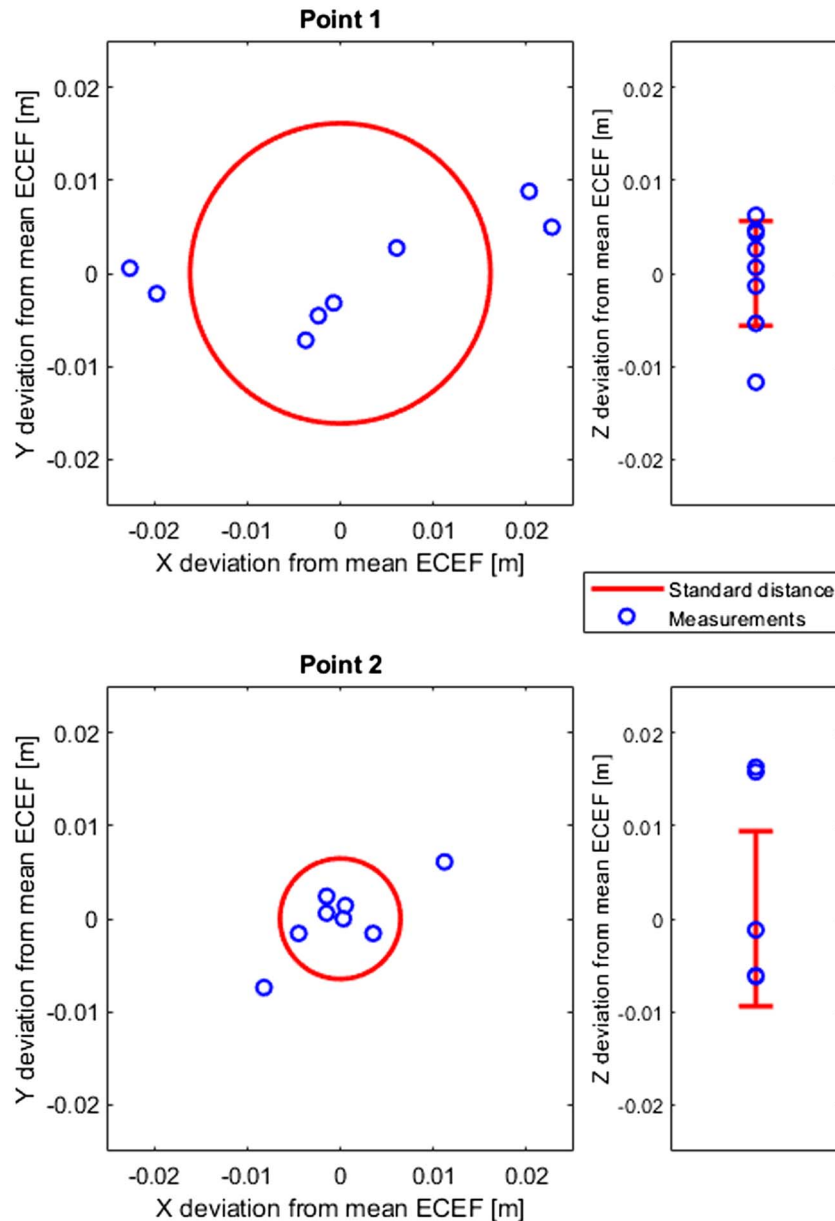 Point 1
Y deviation from mean ECEF [m]
0.02
0.01
0
-0.01
-0.02
-0.02 -0.01 0 0.01 0.02
X deviation from mean ECEF [m]
Z deviation from mean ECEF [m]
0.02
0.01
0
-0.01
-0.02
Standard distance
Measurements
Point 2
Y deviation from mean ECEF [m]
0.02
0.01
0
-0.01
-0.02
-0.02 -0.01 0 0.01 0.02
X deviation from mean ECEF [m]
Z deviation from mean ECEF [m]
0.02
0.01
0
-0.01
-0.02